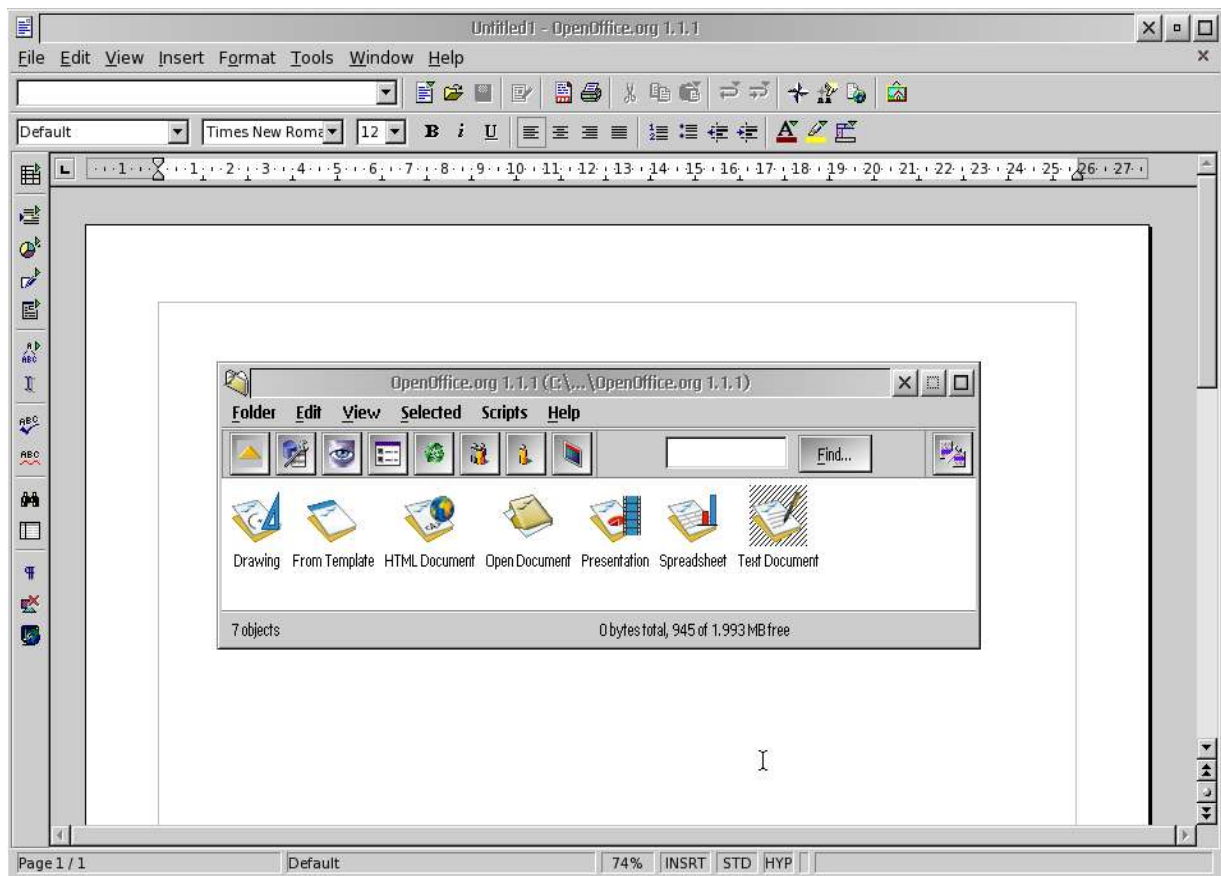 Untitled1 - OpenOffice.org 1.1.1
File Edit View Insert Format Tools Window Help
Default Times New Roma 12 B i U
1 1 2 3 4 5 6 7 8 9 10 11 12 13 14 15 16 17 18 19 20 21 22 23 24 25 26 27
OpenOffice.org 1.1.1 (C:\...\OpenOffice.org 1.1.1)
Folder Edit View Selected Scripts Help
Find...
Drawing From Template HTML Document Open Document Presentation Spreadsheet Text Document
7 objects 0 bytes total, 945 of 1.993 MB free
ABC
ABC
ABC
Page 1 / 1 Default 74% INSRT STD HYP